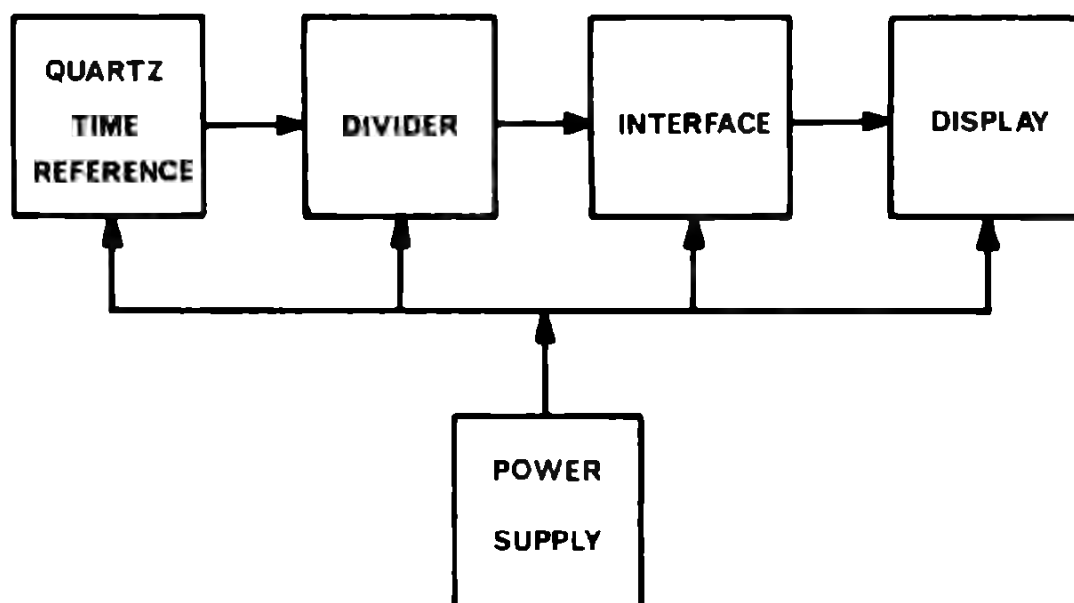 QUARTZ
TIME
REFERENCE
DIVIDER
INTERFACE
DISPLAY
POWER
SUPPLY